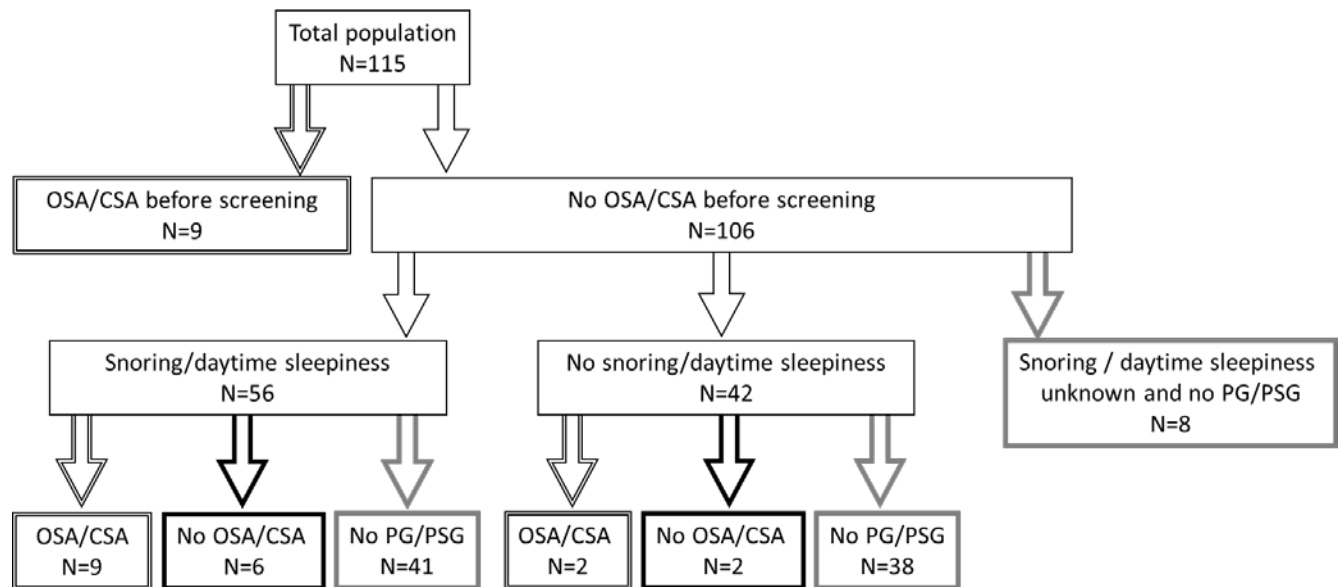 Total population
N=115
OSA/CSA before screening
N=9
No OSA/CSA before screening
N=106
Snoring/daytime sleepiness
N=56
No snoring/daytime sleepiness
N=42
Snoring / daytime sleepiness
unknown and no PG/PSG
N=8
OSA/CSA
N=9
No OSA/CSA
N=6
No PG/PSG
N=41
OSA/CSA
N=2
No OSA/CSA
N=2
No PG/PSG
N=38